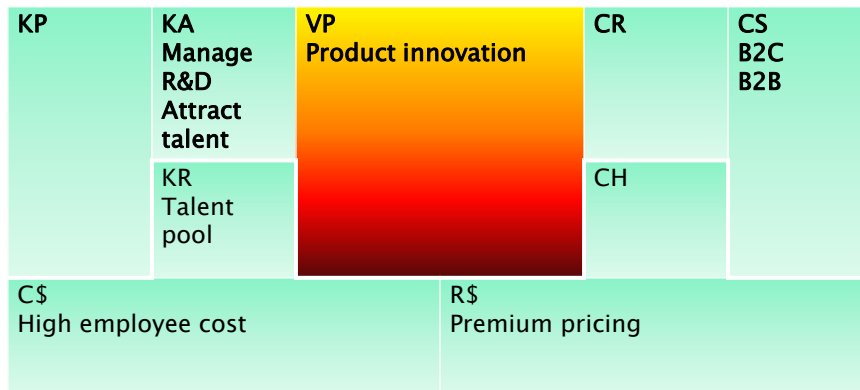 KP
KA
Manage
R&D
Attract
talent
VP
Product innovation
CR
CS
B2C
B2B
KR
Talent
pool
CH
C$
High employee cost
R$
Premium pricing